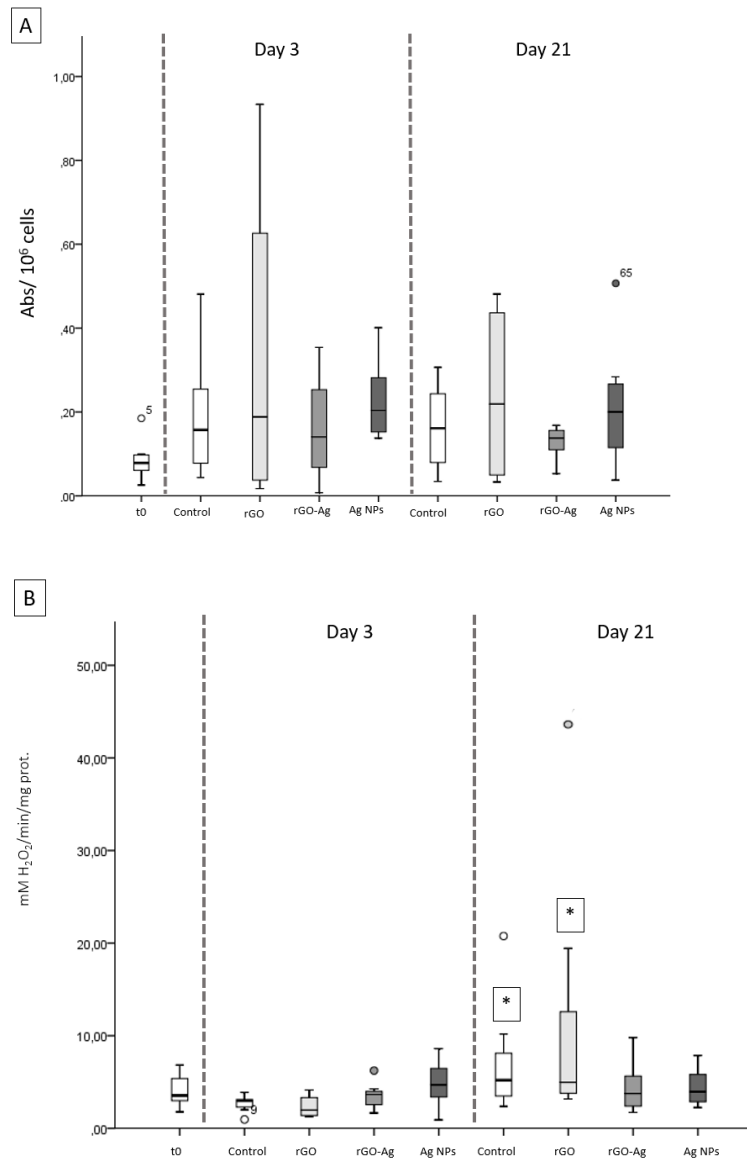 A
Day 3
Day 21
1,00
,80
,60
,40
,20
,00
Abs/ 10⁶ cells
5
65
t0 Control rGO rGO-Ag Ag NPs Control rGO rGO-Ag Ag NPs
B
Day 3
Day 21
50,00
40,00
30,00
20,00
10,00
,00
mM H₂O₂/min/mg prot.
*
*
9
t0 Control rGO rGO-Ag Ag NPs Control rGO rGO-Ag Ag NPs